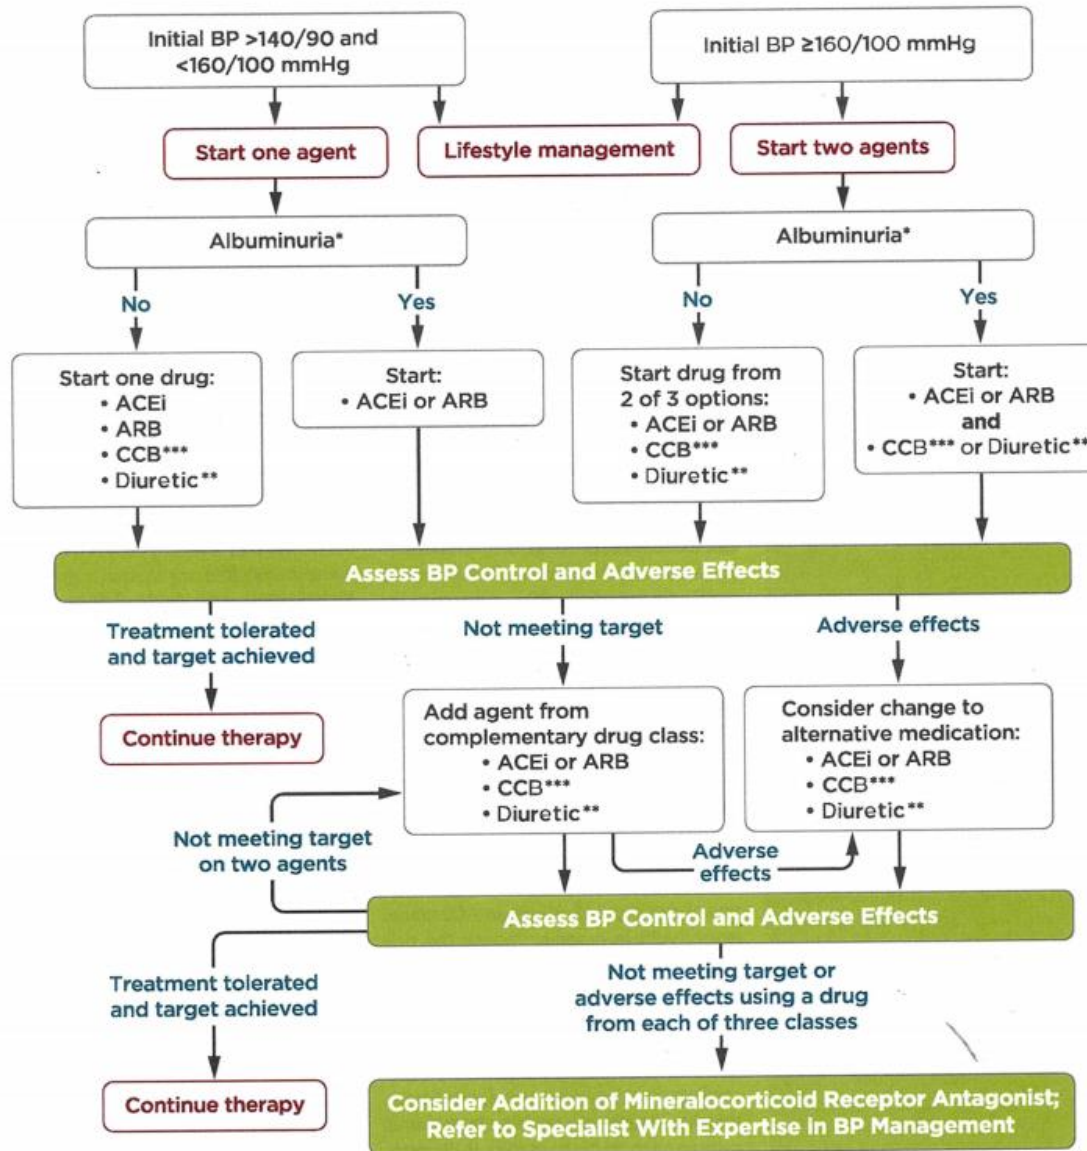 Initial BP >140/90 and
<160/100 mmHg
Initial BP ≥160/100 mmHg
Start one agent
Lifestyle management
Start two agents
Albuminuria*
Albuminuria*
No
Yes
No
Yes
Start one drug:
• ACEi
• ARB
• CCB***
• Diuretic**
Start:
• ACEi or ARB
Start drug from
2 of 3 options:
• ACEi or ARB
• CCB***
• Diuretic**
Start:
• ACEi or ARB
and
• CCB*** or Diuretic**
Assess BP Control and Adverse Effects
Treatment tolerated
and target achieved
Not meeting target
Adverse effects
Continue therapy
Add agent from
complementary drug class:
• ACEi or ARB
• CCB***
• Diuretic**
Consider change to
alternative medication:
• ACEi or ARB
• CCB***
• Diuretic**
Not meeting target
on two agents
Adverse
effects
Assess BP Control and Adverse Effects
Treatment tolerated
and target achieved
Not meeting target or
adverse effects using a drug
from each of three classes
Continue therapy
Consider Addition of Mineralocorticoid Receptor Antagonist;
Refer to Specialist With Expertise in BP Management